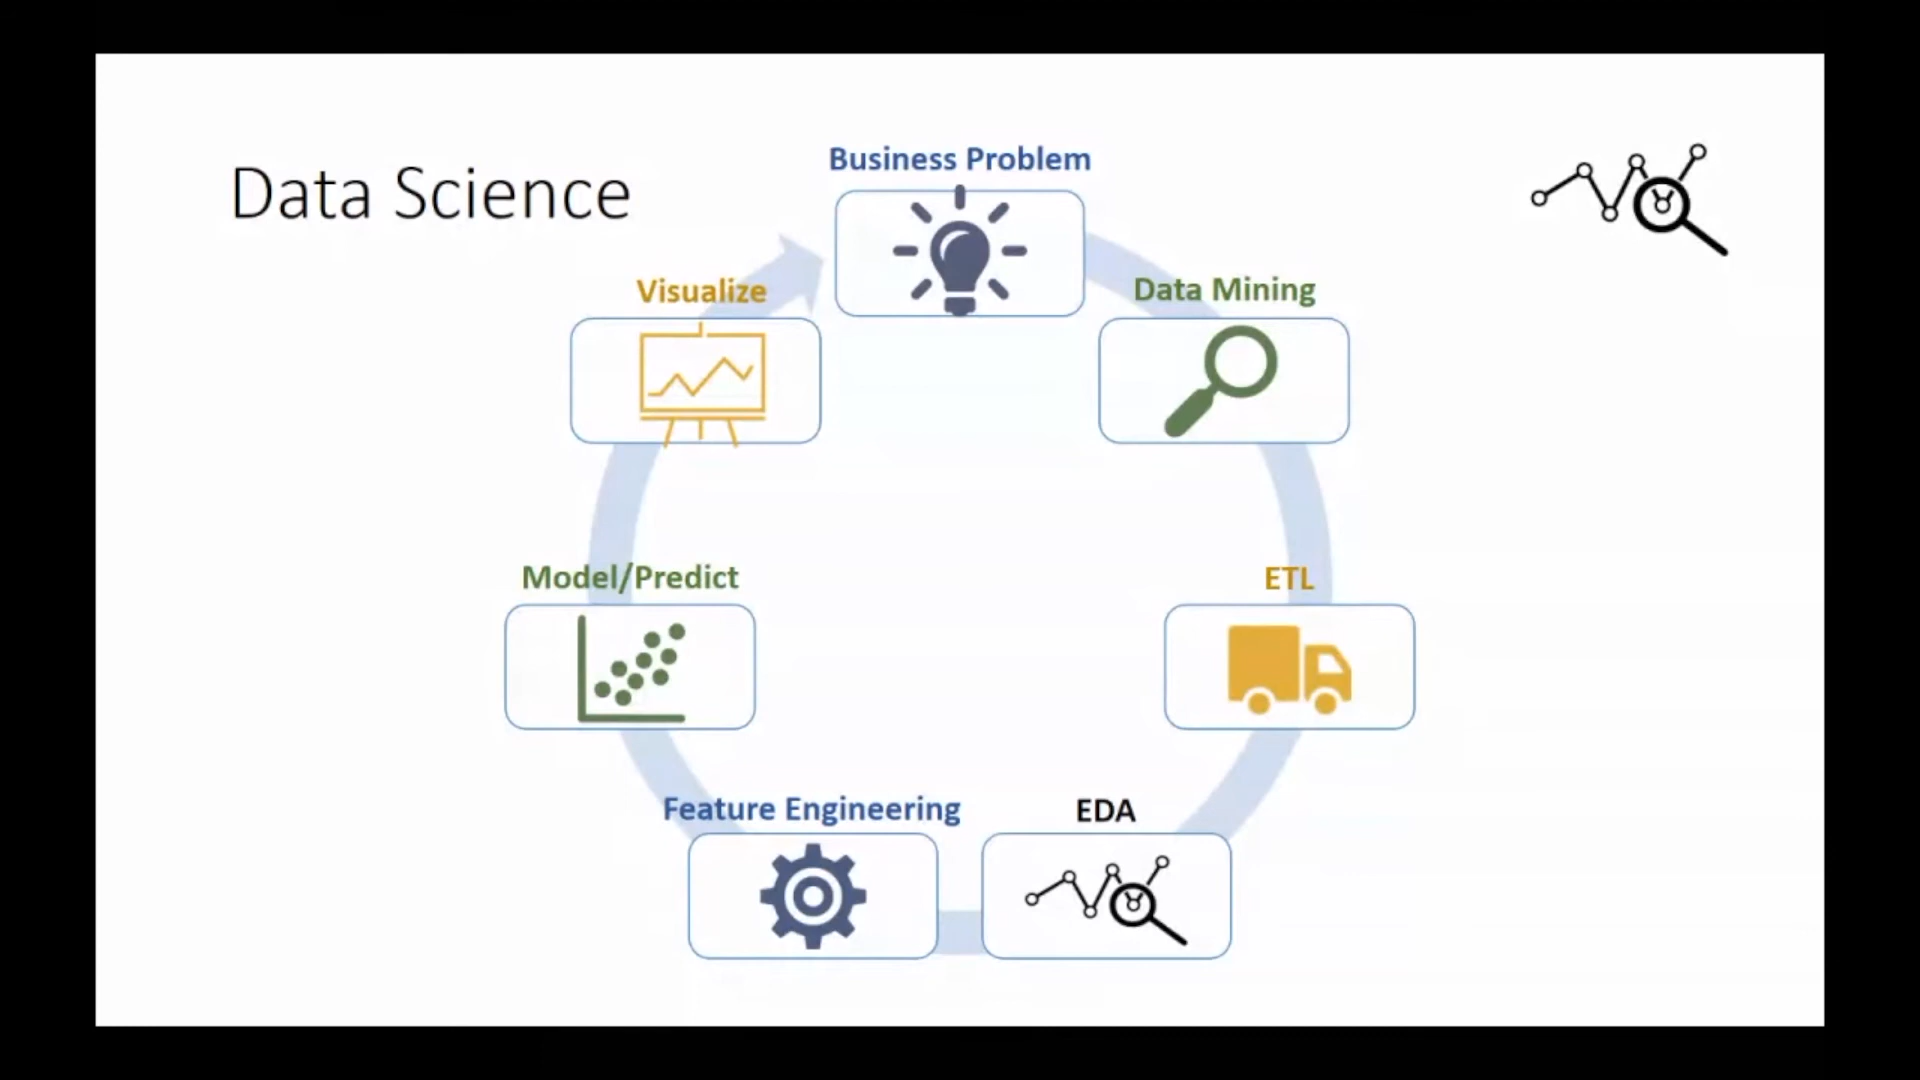 Data Science
Business Problem
Data Mining
ETL
EDA
Feature Engineering
Model/Predict
Visualize